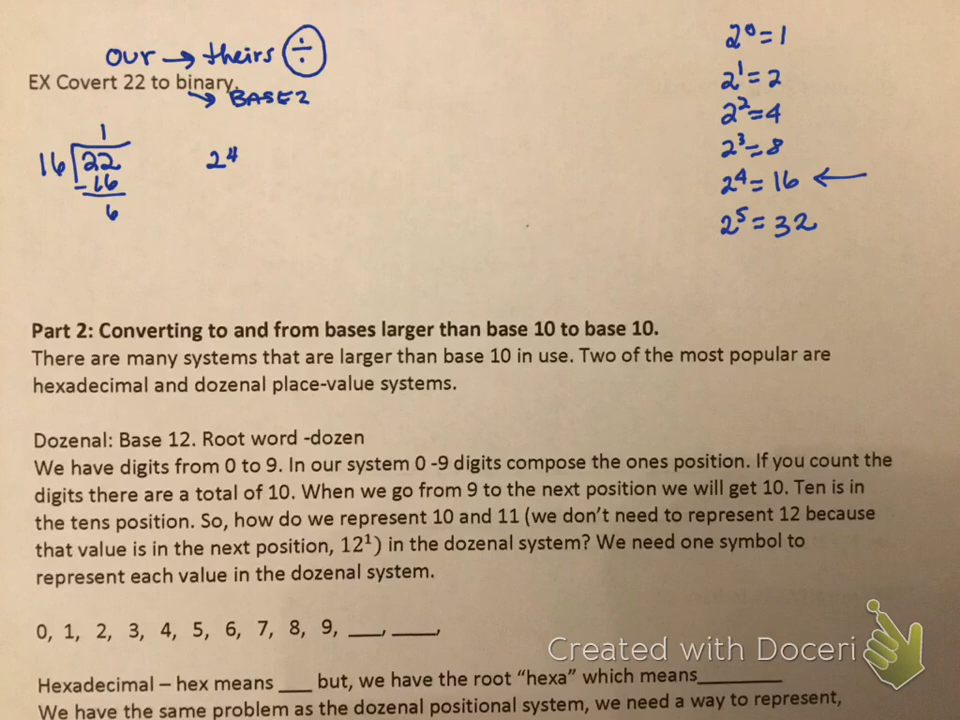 our → theirs ÷
EX Covert 22 to binary.
→ BASE 2
1
16 22
-16
6
2⁴
2⁰=1
2¹=2
2²=4
2³=8
2⁴=16 ←
2⁵=32
Part 2: Converting to and from bases larger than base 10 to base 10.
There are many systems that are larger than base 10 in use. Two of the most popular are
hexadecimal and dozenal place-value systems.
Dozenal: Base 12. Root word -dozen
We have digits from 0 to 9. In our system 0 -9 digits compose the ones position. If you count the
digits there are a total of 10. When we go from 9 to the next position we will get 10. Ten is in
the tens position. So, how do we represent 10 and 11 (we don't need to represent 12 because
that value is in the next position, 12¹) in the dozenal system? We need one symbol to
represent each value in the dozenal system.
0, 1, 2, 3, 4, 5, 6, 7, 8, 9, ___, ____,
Created with Doceri
Hexadecimal – hex means ___ but, we have the root "hexa" which means________
We have the same problem as the dozenal positional system, we need a way to represent,